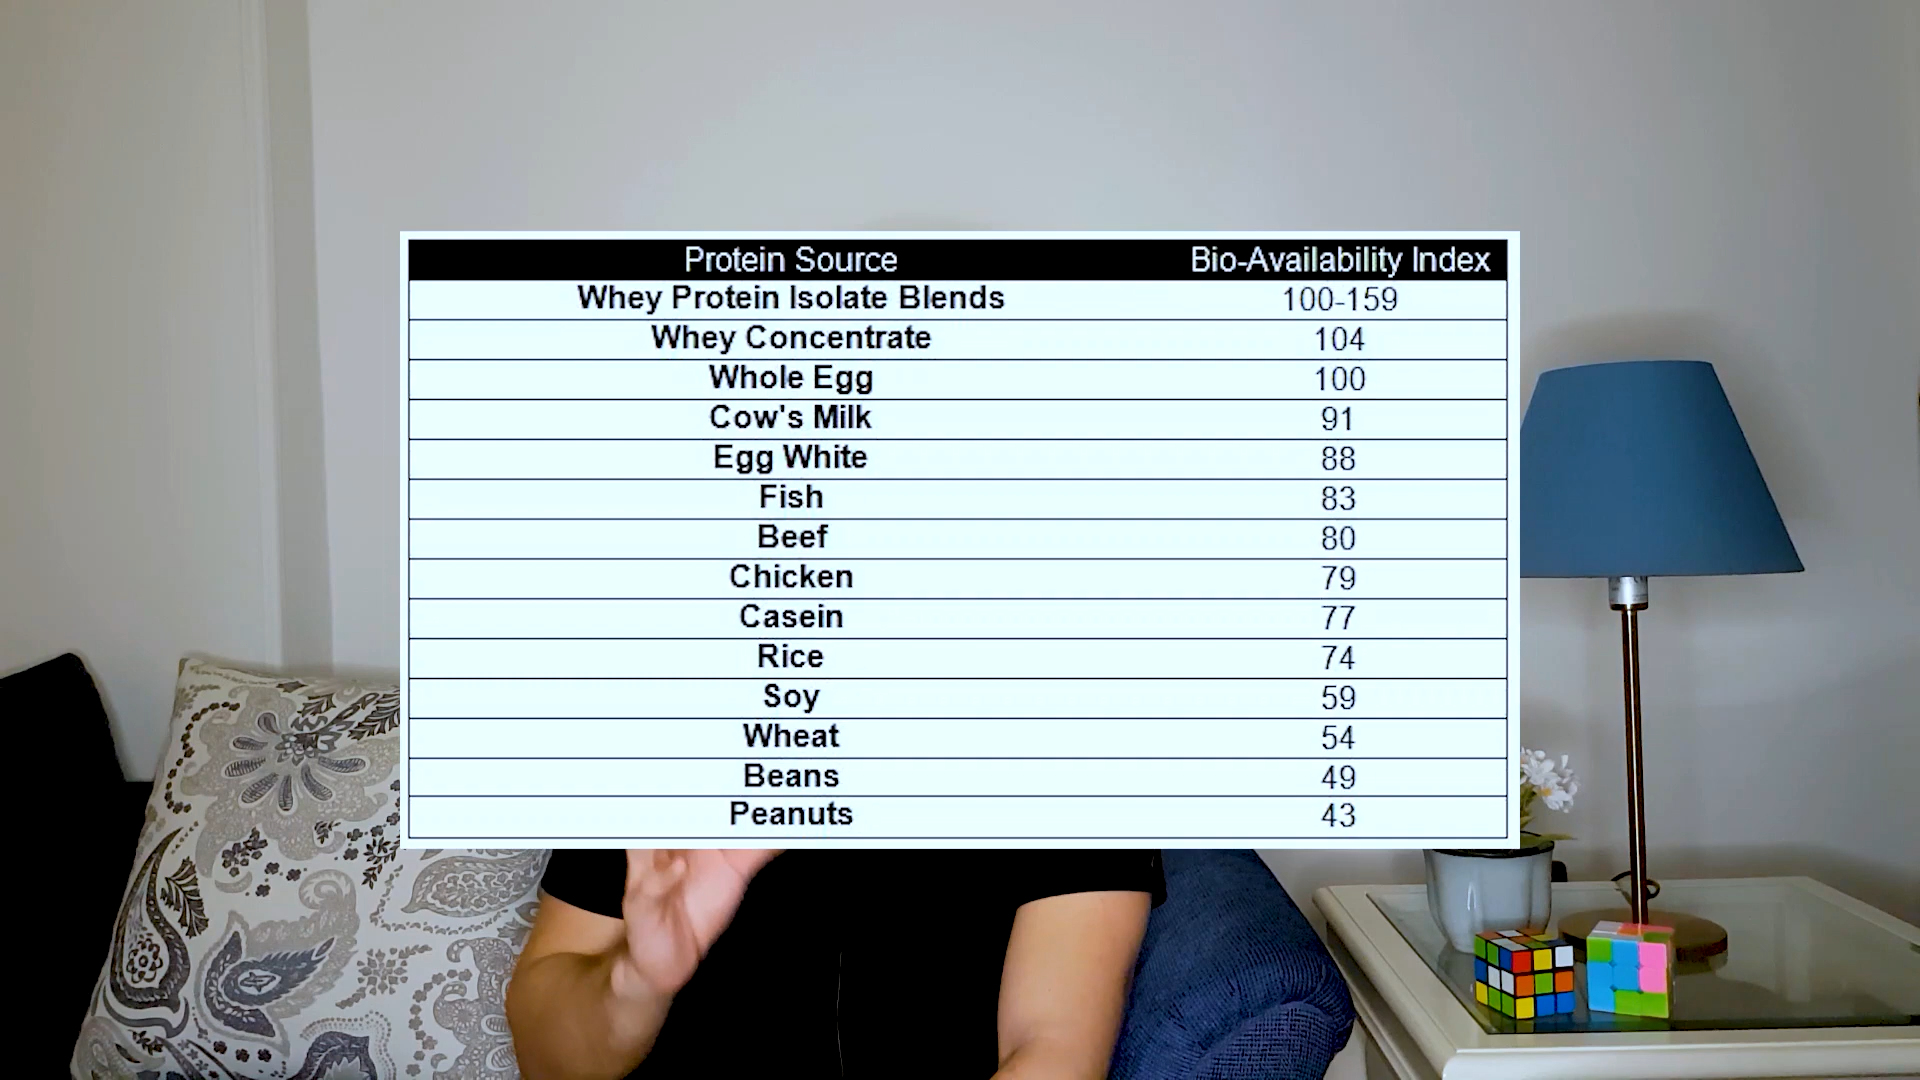 Protein Source Bio-Availability Index
Whey Protein Isolate Blends 100-159
Whey Concentrate 104
Whole Egg 100
Cow's Milk 91
Egg White 88
Fish 83
Beef 80
Chicken 79
Casein 77
Rice 74
Soy 59
Wheat 54
Beans 49
Peanuts 43